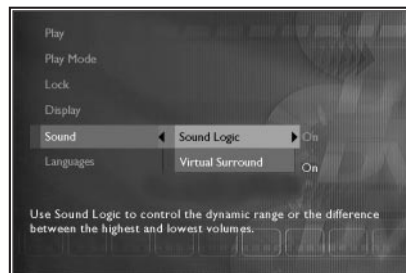 Play
Play Mode
Lock
Display
Sound Sound Logic On
Languages Virtual Surround On
Use Sound Logic to control the dynamic range or the difference
between the highest and lowest volumes.